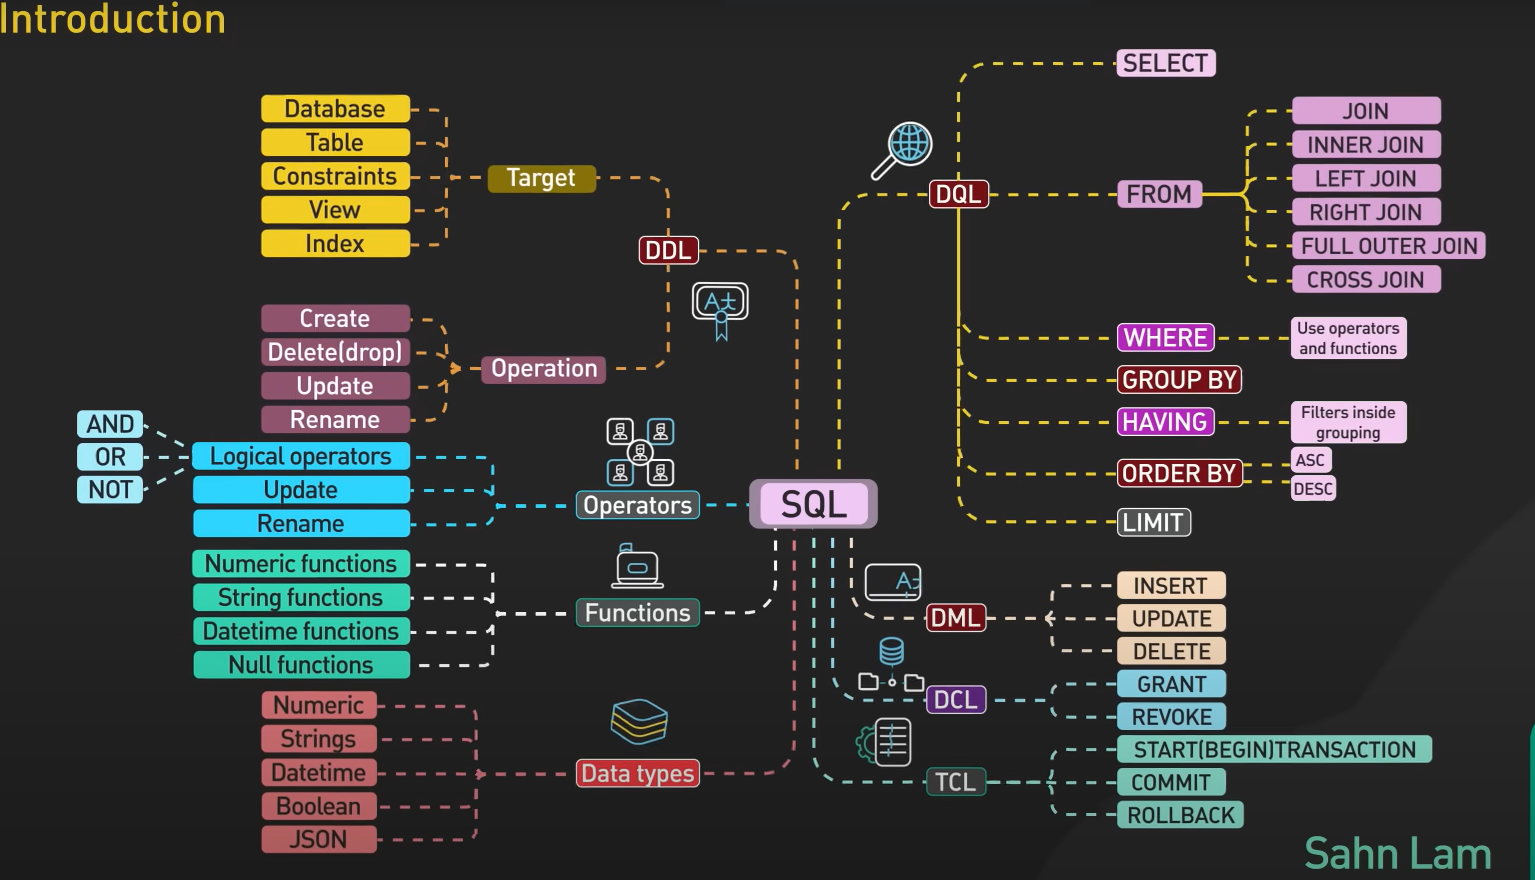 Introduction
Database
Table
Constraints
View
Index
Target
DDL
Create
Delete(drop)
Update
Rename
Operation
AND
OR
NOT
Logical operators
Update
Rename
Operators
Numeric functions
String functions
Datetime functions
Null functions
Functions
Numeric
Strings
Datetime
Boolean
JSON
Data types
SQL
DQL
SELECT
FROM
JOIN
INNER JOIN
LEFT JOIN
RIGHT JOIN
FULL OUTER JOIN
CROSS JOIN
WHERE
Use operators
and functions
GROUP BY
HAVING
Filters inside
grouping
ORDER BY
ASC
DESC
LIMIT
DML
INSERT
UPDATE
DELETE
DCL
GRANT
REVOKE
TCL
START(BEGIN)TRANSACTION
COMMIT
ROLLBACK
Sahn Lam